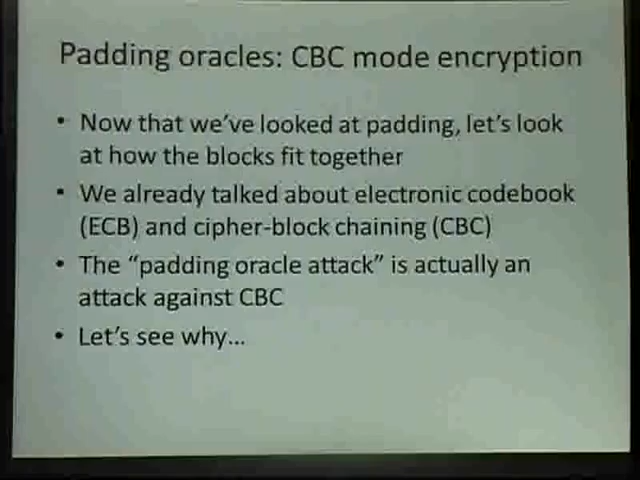 Padding oracles: CBC mode encryption
• Now that we've looked at padding, let's look
at how the blocks fit together
• We already talked about electronic codebook
(ECB) and cipher-block chaining (CBC)
• The “padding oracle attack” is actually an
attack against CBC
• Let's see why…